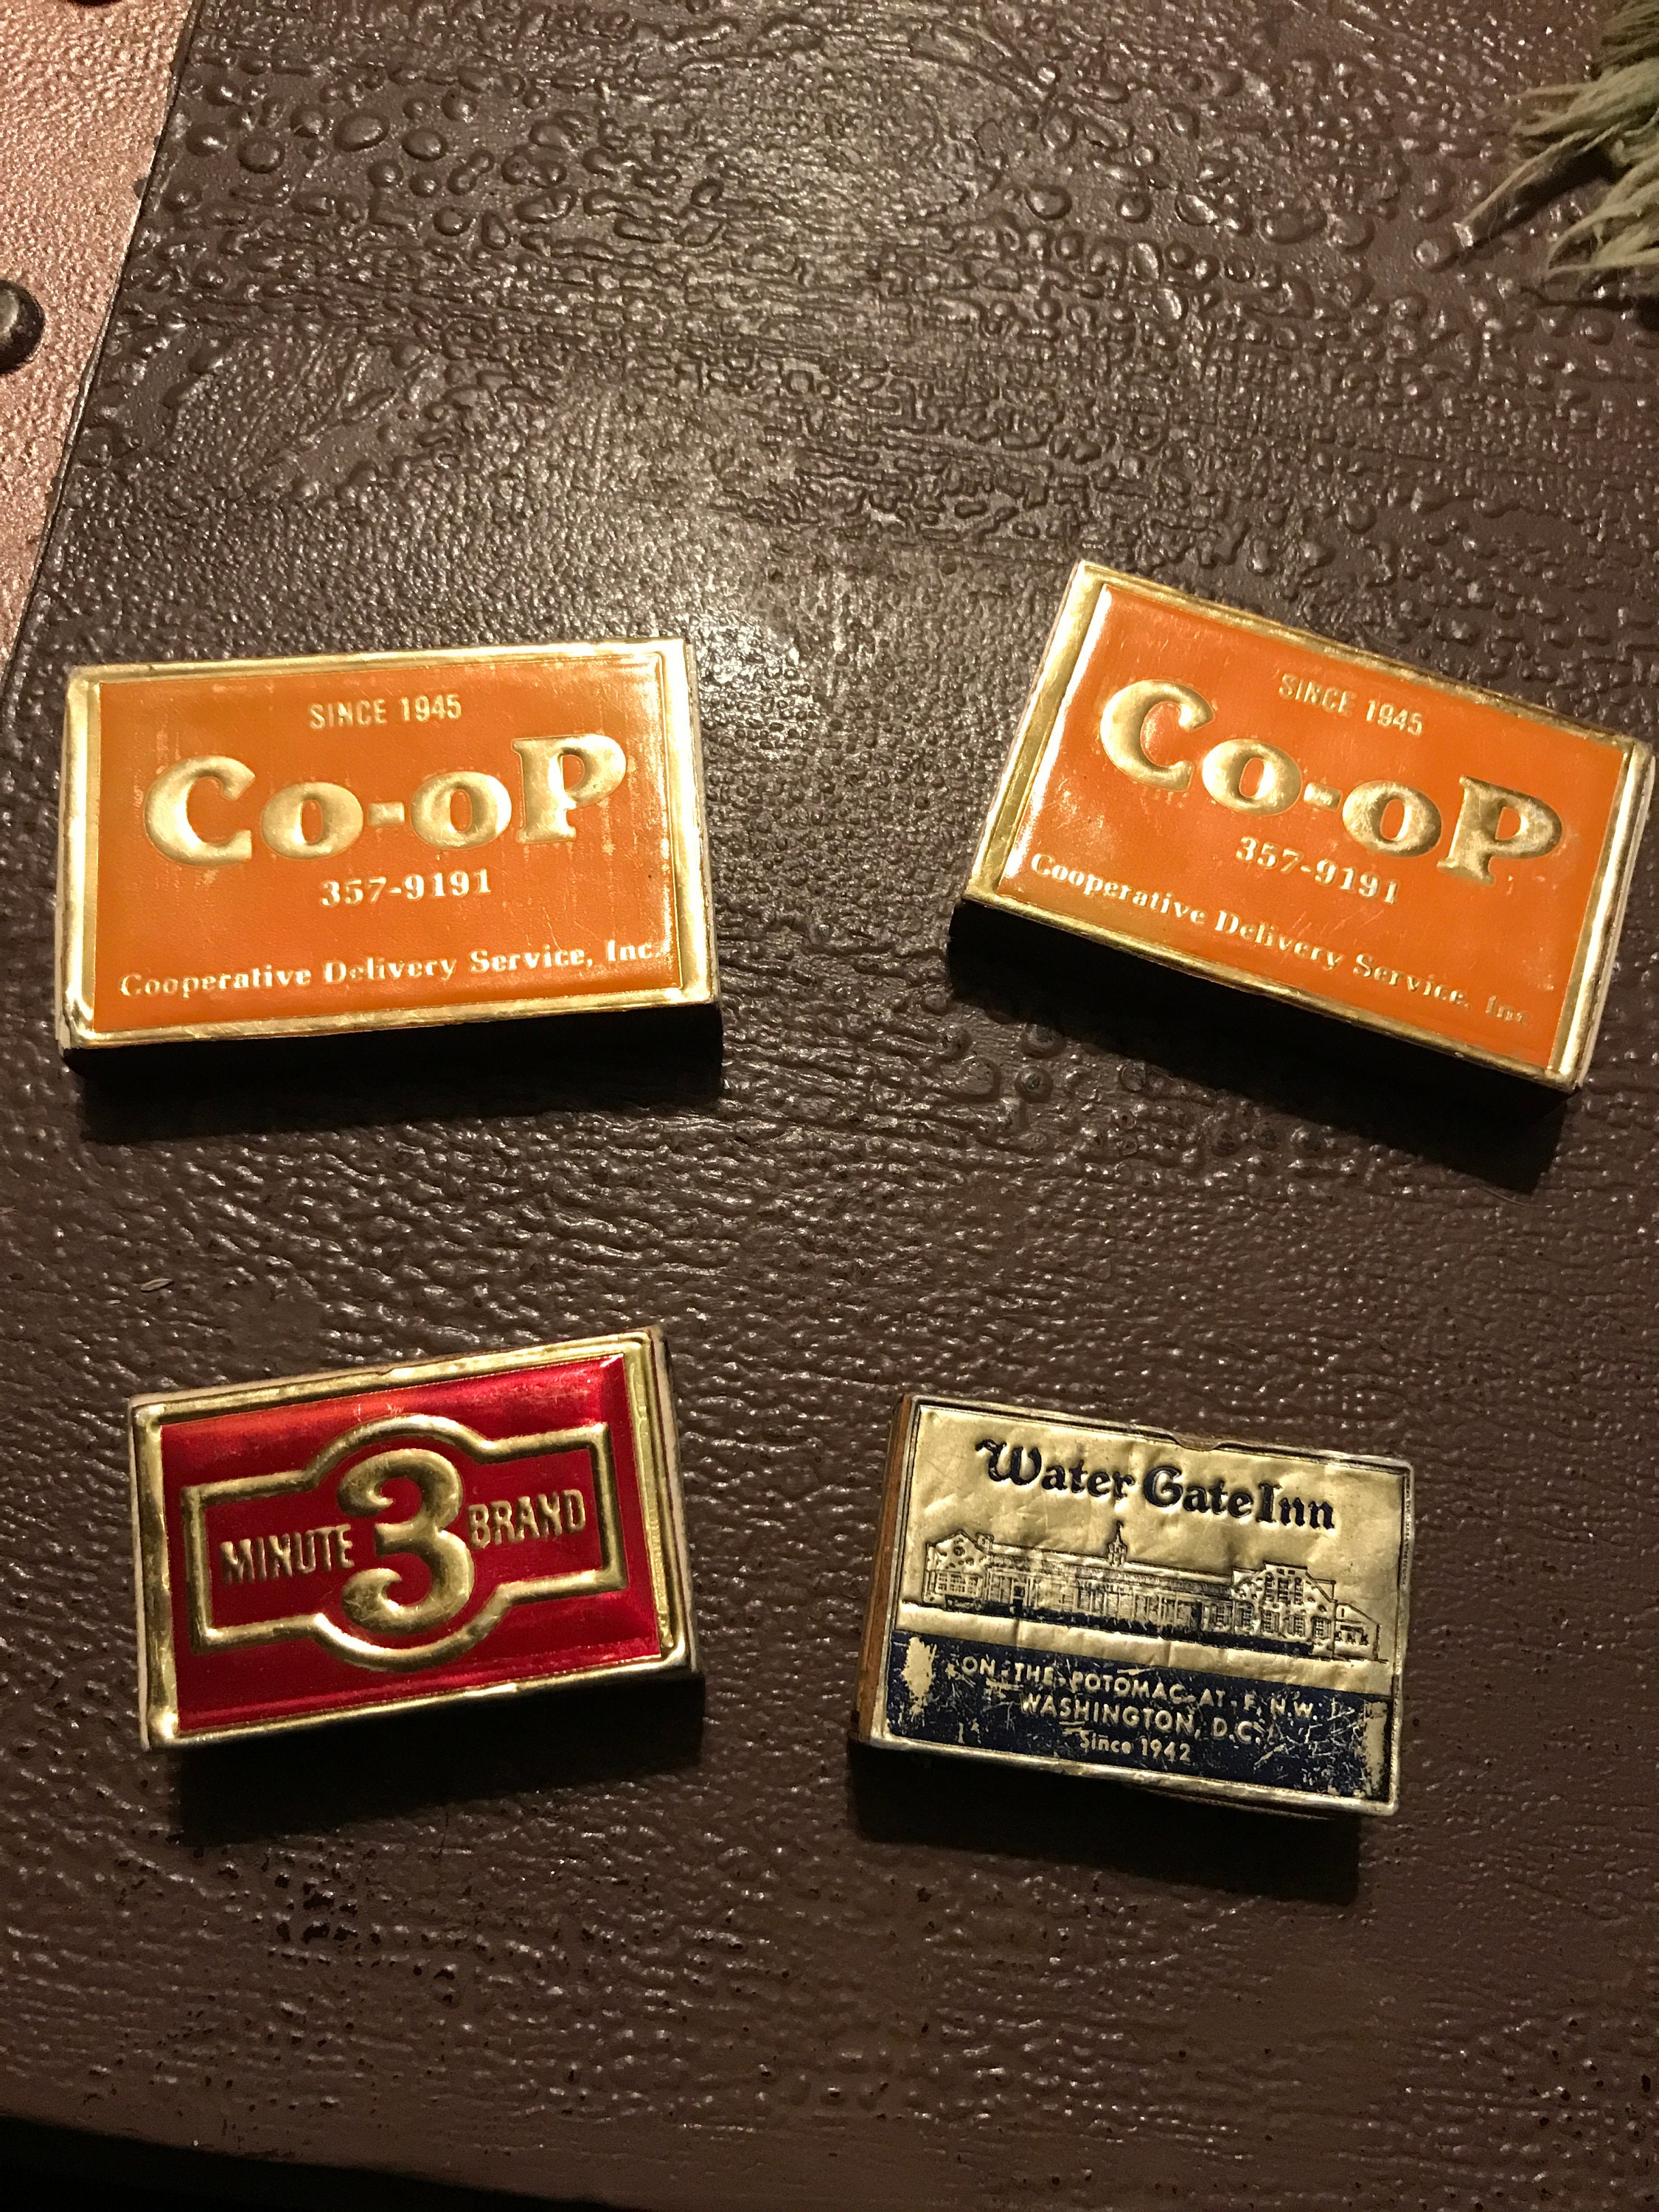 SINCE 1945
Co-oP
357-9191
Cooperative Delivery Service, Inc.
SINCE 1945
Co-oP
357-9191
Cooperative Delivery Service, Inc.
MINUTE 3 BRAND
Water Gate Inn
ON-THE-POTOMAC-AT-F, N.W.
WASHINGTON, D.C.
Since 1942